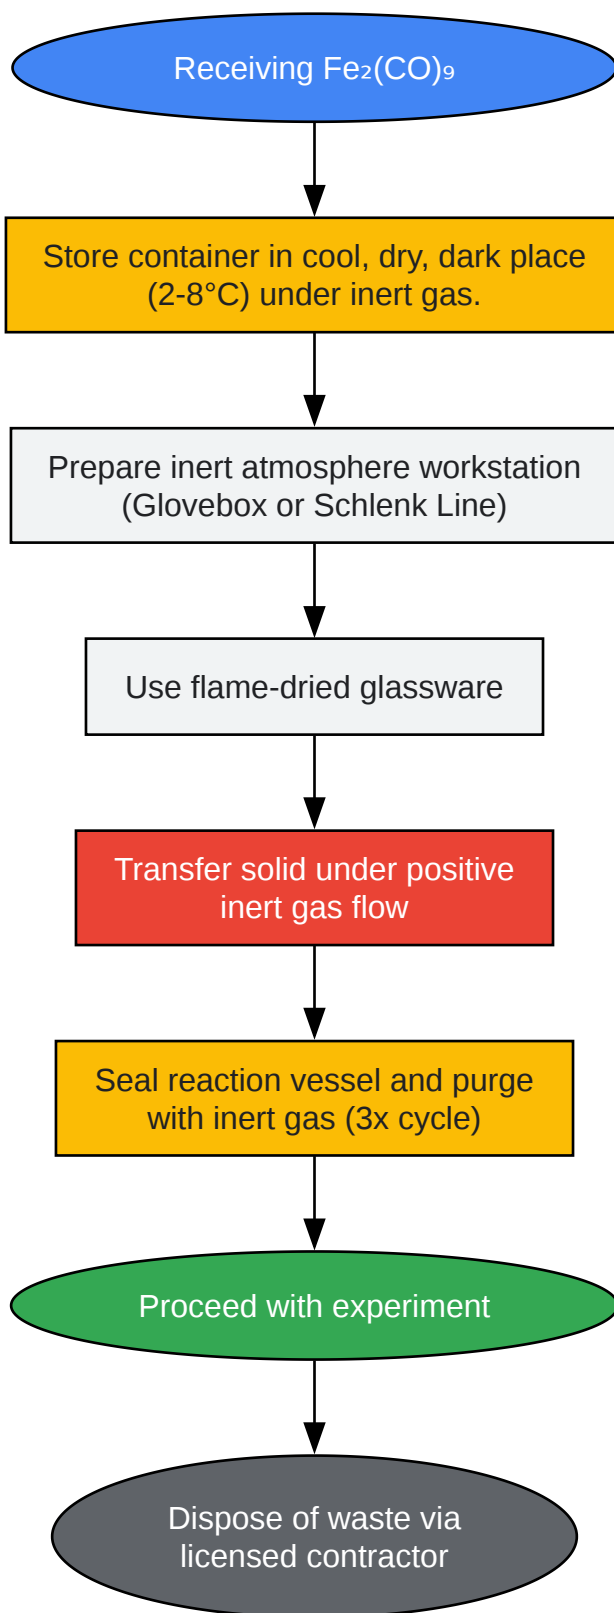 Receiving Fe₂(CO)₉
Store container in cool, dry, dark place
(2-8°C) under inert gas.
Prepare inert atmosphere workstation
(Glovebox or Schlenk Line)
Use flame-dried glassware
Transfer solid under positive
inert gas flow
Seal reaction vessel and purge
with inert gas (3x cycle)
Proceed with experiment
Dispose of waste via
licensed contractor